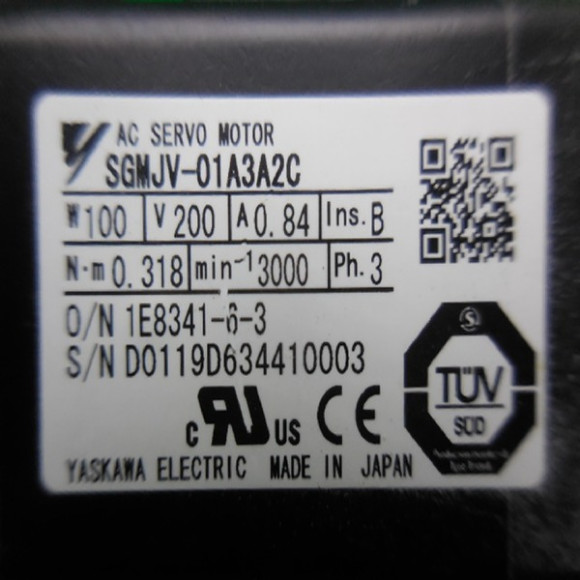 AC SERVO MOTOR
SGMJV-01A3A2C
W 100 V 200 A 0.84 Ins. B
N·m 0.318 min⁻¹ 3000 Ph. 3
O/N 1E8341-6-3
S/N D0119D634410003
c RU US CE
TÜV
SÜD
YASKAWA ELECTRIC MADE IN JAPAN